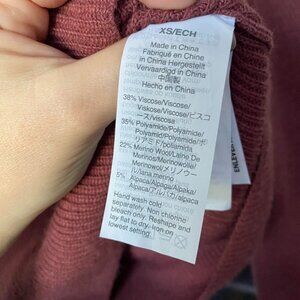 XS/ECH
Made in China
Fabriqué en Chine
In China Hergestellt
Vervaardigd in China
中国製
Hecho en China
38% Viscose/Viscose/
Viskose/Viscose/ビスコ
ース/Viscosa
35% Polyamide/Polyamide/
Polyamid/Polyamide/ポ
リアミド/poliamida
22% Merino Wool/Laine De
Merinos/Merinowolle/
Merinowol/メリノウー
ル/lana merino
5% Alpaca/Alpaga/Alpaka/
Alpaca/アルパカ/alpaca
Hand wash cold
separately. Non chlorine
bleach only. Reshape and
lay flat to dry. Iron on
lowest setting.
ENLEVER